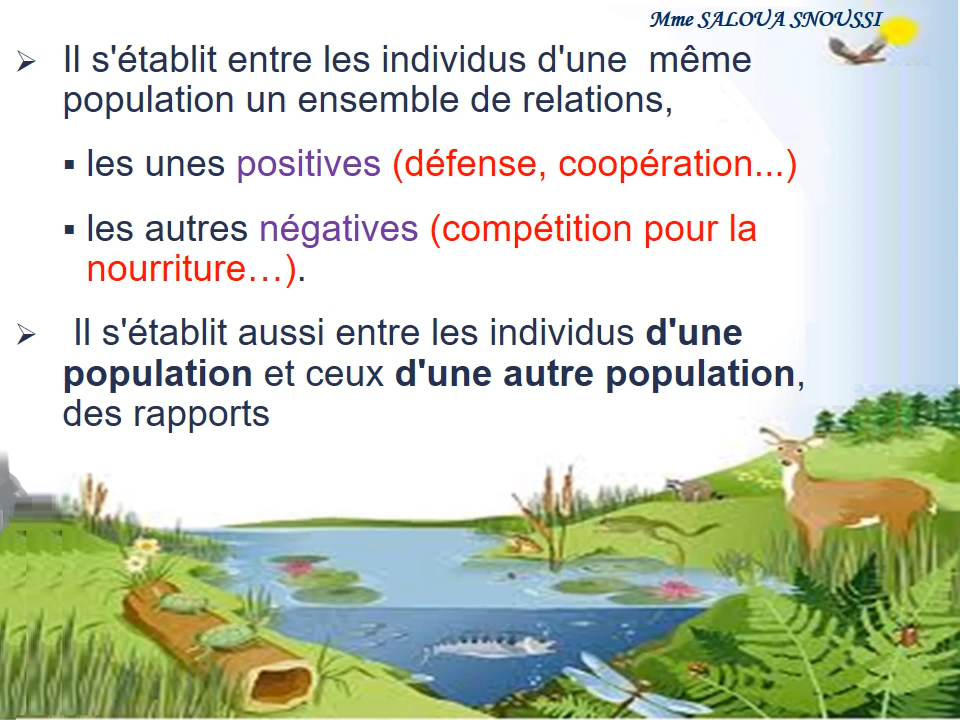 Mme SALOUA SNOUSSI
➢ Il s'établit entre les individus d'une même
population un ensemble de relations,
▪ les unes positives (défense, coopération...)
▪ les autres négatives (compétition pour la
nourriture…).
➢ Il s'établit aussi entre les individus d'une
population et ceux d'une autre population,
des rapports